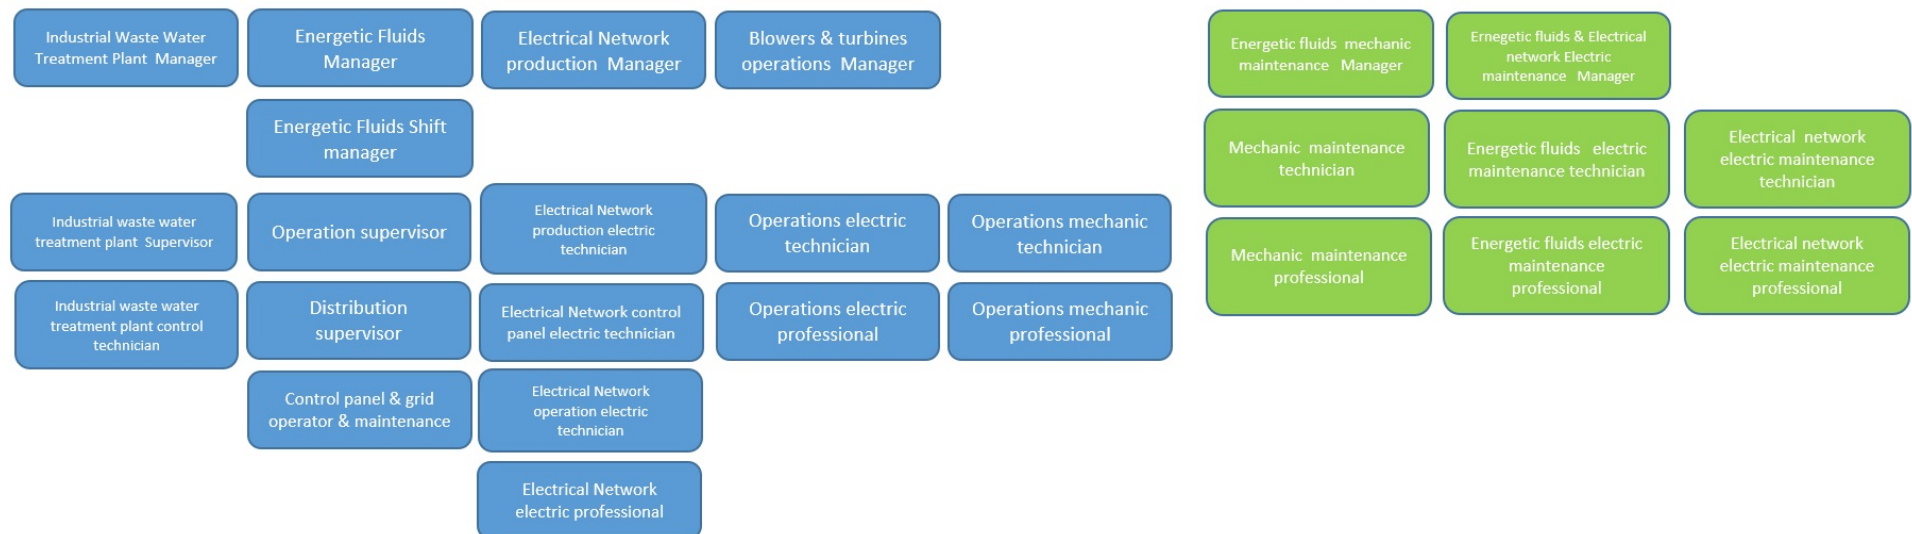 Industrial Waste Water
Treatment Plant Manager
Energetic Fluids
Manager
Electrical Network
production Manager
Blowers & turbines
operations Manager
Energetic fluids mechanic
maintenance Manager
Ernegetic fluids & Electrical
network Electric
maintenance Manager
Energetic Fluids Shift
manager
Mechanic maintenance
technician
Energetic fluids electric
maintenance technician
Electrical network
electric maintenance
technician
Industrial waste water
treatment plant Supervisor
Operation supervisor
Electrical Network
production electric
technician
Operations electric
technician
Operations mechanic
technician
Mechanic maintenance
professional
Energetic fluids electric
maintenance
professional
Electrical network
electric maintenance
professional
Industrial waste water
treatment plant control
technician
Distribution
supervisor
Electrical Network control
panel electric technician
Operations electric
professional
Operations mechanic
professional
Control panel & grid
operator & maintenance
Electrical Network
operation electric
technician
Electrical Network
electric professional